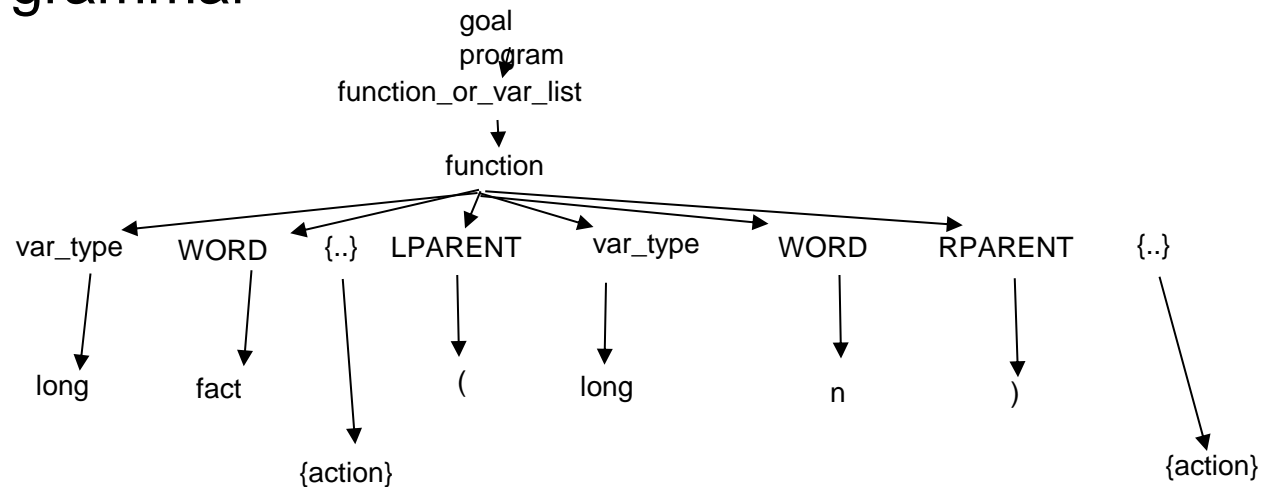 grammar
goal
program
function_or_var_list
function
var_type WORD {..} LPARENT var_type WORD RPARENT {..}
long fact ( long n )
{action} {action}